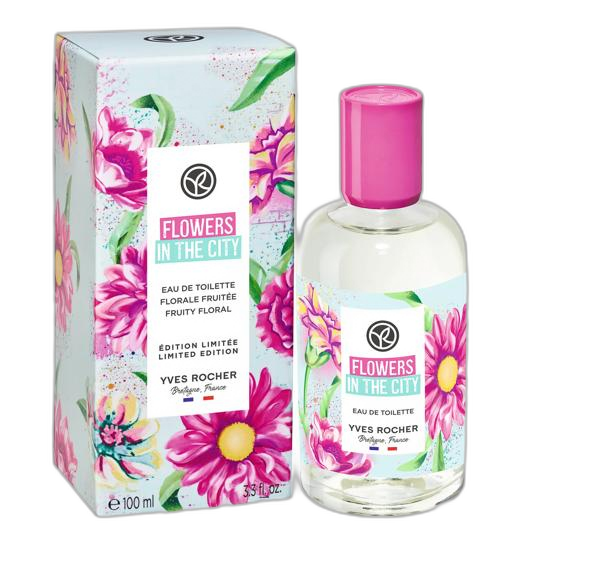 FLOWERS
IN THE CITY
EAU DE TOILETTE
FLORALE FRUITÉE
FRUITY FLORAL
ÉDITION LIMITÉE
LIMITED EDITION
YVES ROCHER
Bretagne, France
e 100 ml
3.3 fl. oz.
FLOWERS
IN THE CITY
EAU DE TOILETTE
YVES ROCHER
Bretagne, France